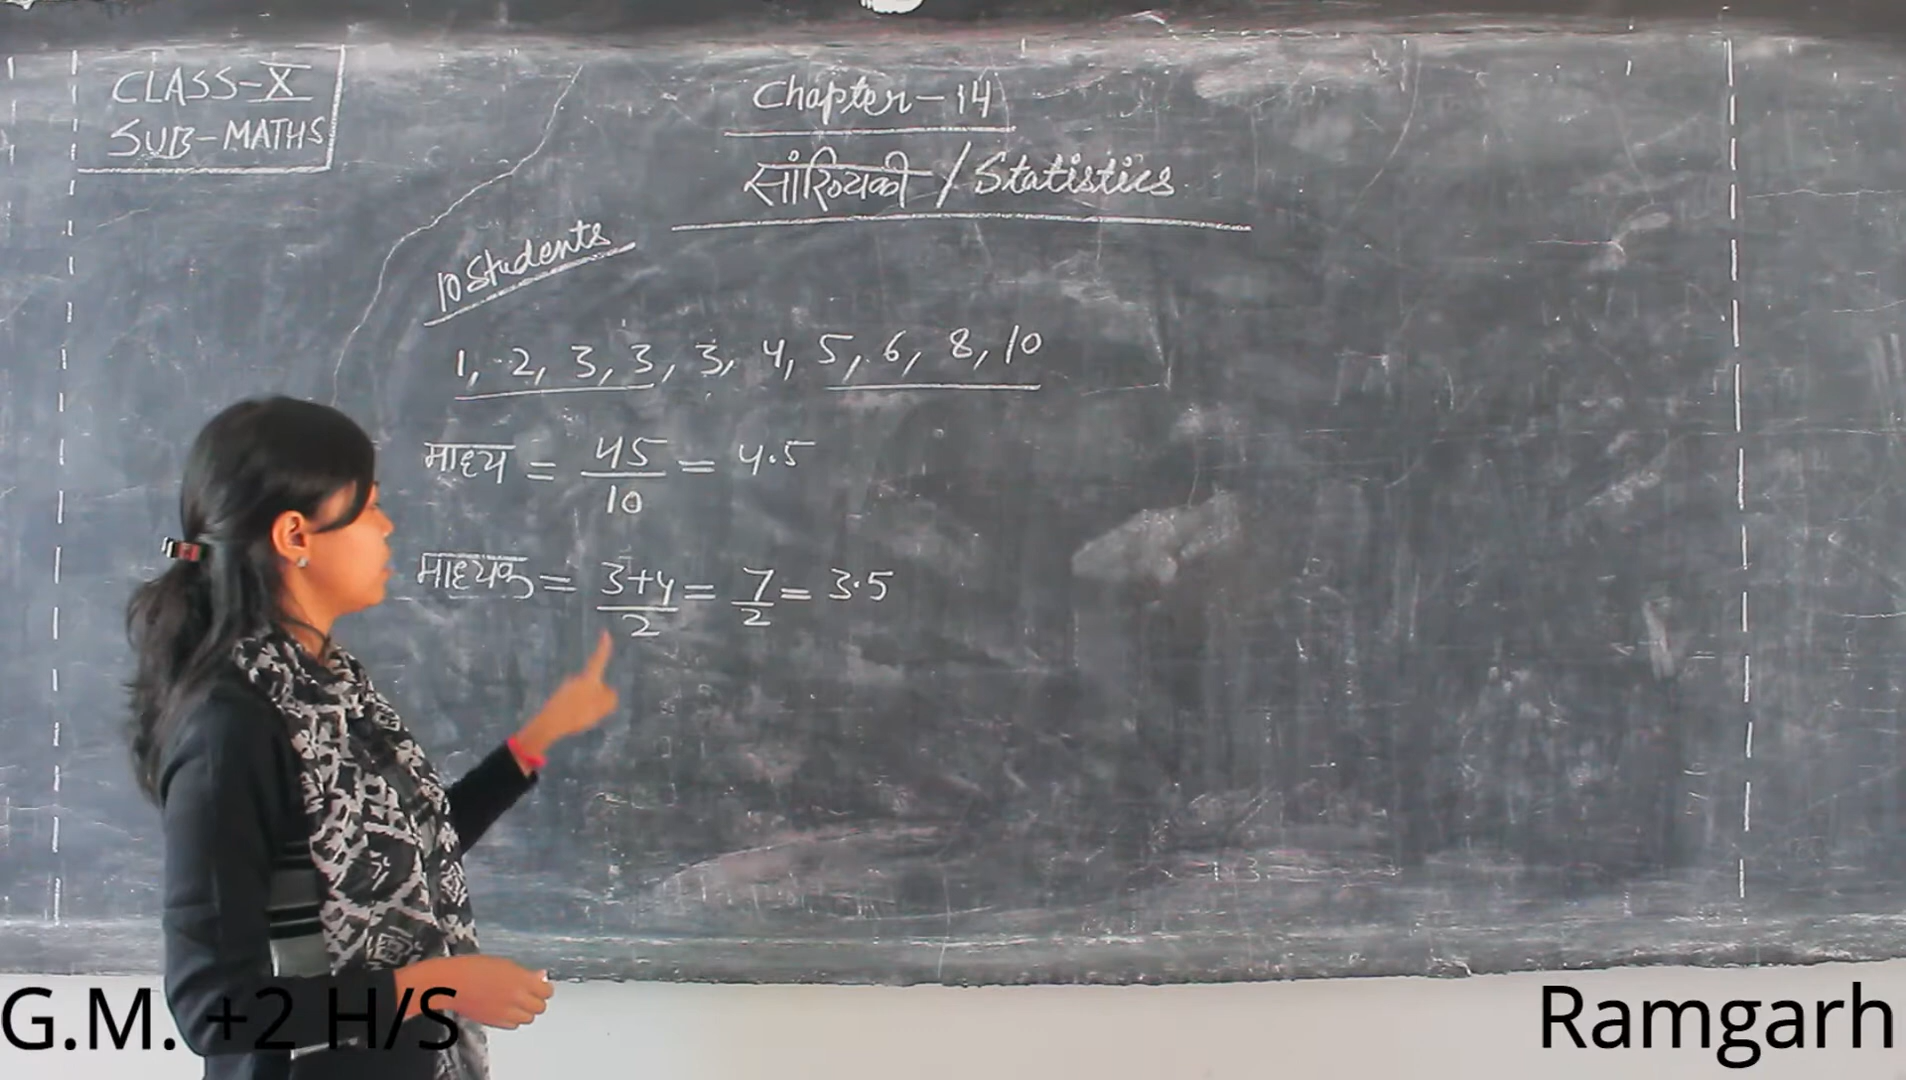 CLASS-X
SUB-MATHS
Chapter-14
सांख्यिकी / Statistics
10 Students
1, 2, 3, 3, 3, 4, 5, 6, 8, 10
माध्य = 45/10 = 4.5
माध्यक = 3+4/2 = 7/2 = 3.5
G.M. +2 H/S
Ramgarh